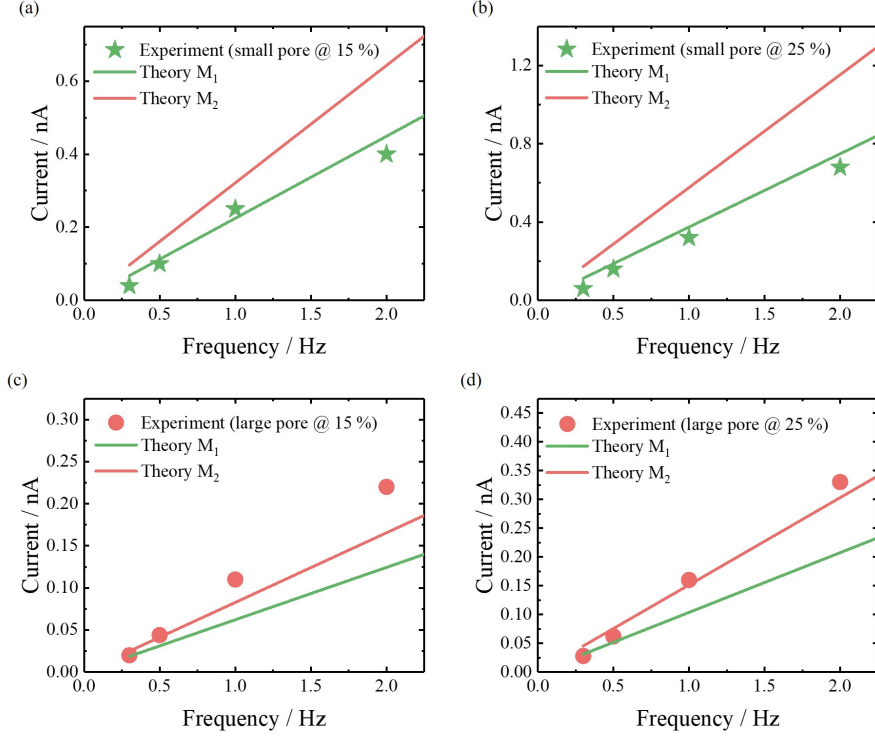 (a)
Experiment (small pore @ 15 %)
Theory M1
Theory M2
0.6
0.4
0.2
0.0
Current / nA
0.0 0.5 1.0 1.5 2.0
Frequency / Hz
(b)
Experiment (small pore @ 25 %)
Theory M1
Theory M2
1.2
0.8
0.4
0.0
Current / nA
0.0 0.5 1.0 1.5 2.0
Frequency / Hz
(c)
Experiment (large pore @ 15 %)
Theory M1
Theory M2
0.30
0.25
0.20
0.15
0.10
0.05
0.00
Current / nA
0.0 0.5 1.0 1.5 2.0
Frequency / Hz
(d)
Experiment (large pore @ 25 %)
Theory M1
Theory M2
0.45
0.40
0.35
0.30
0.25
0.20
0.15
0.10
0.05
0.00
Current / nA
0.0 0.5 1.0 1.5 2.0
Frequency / Hz